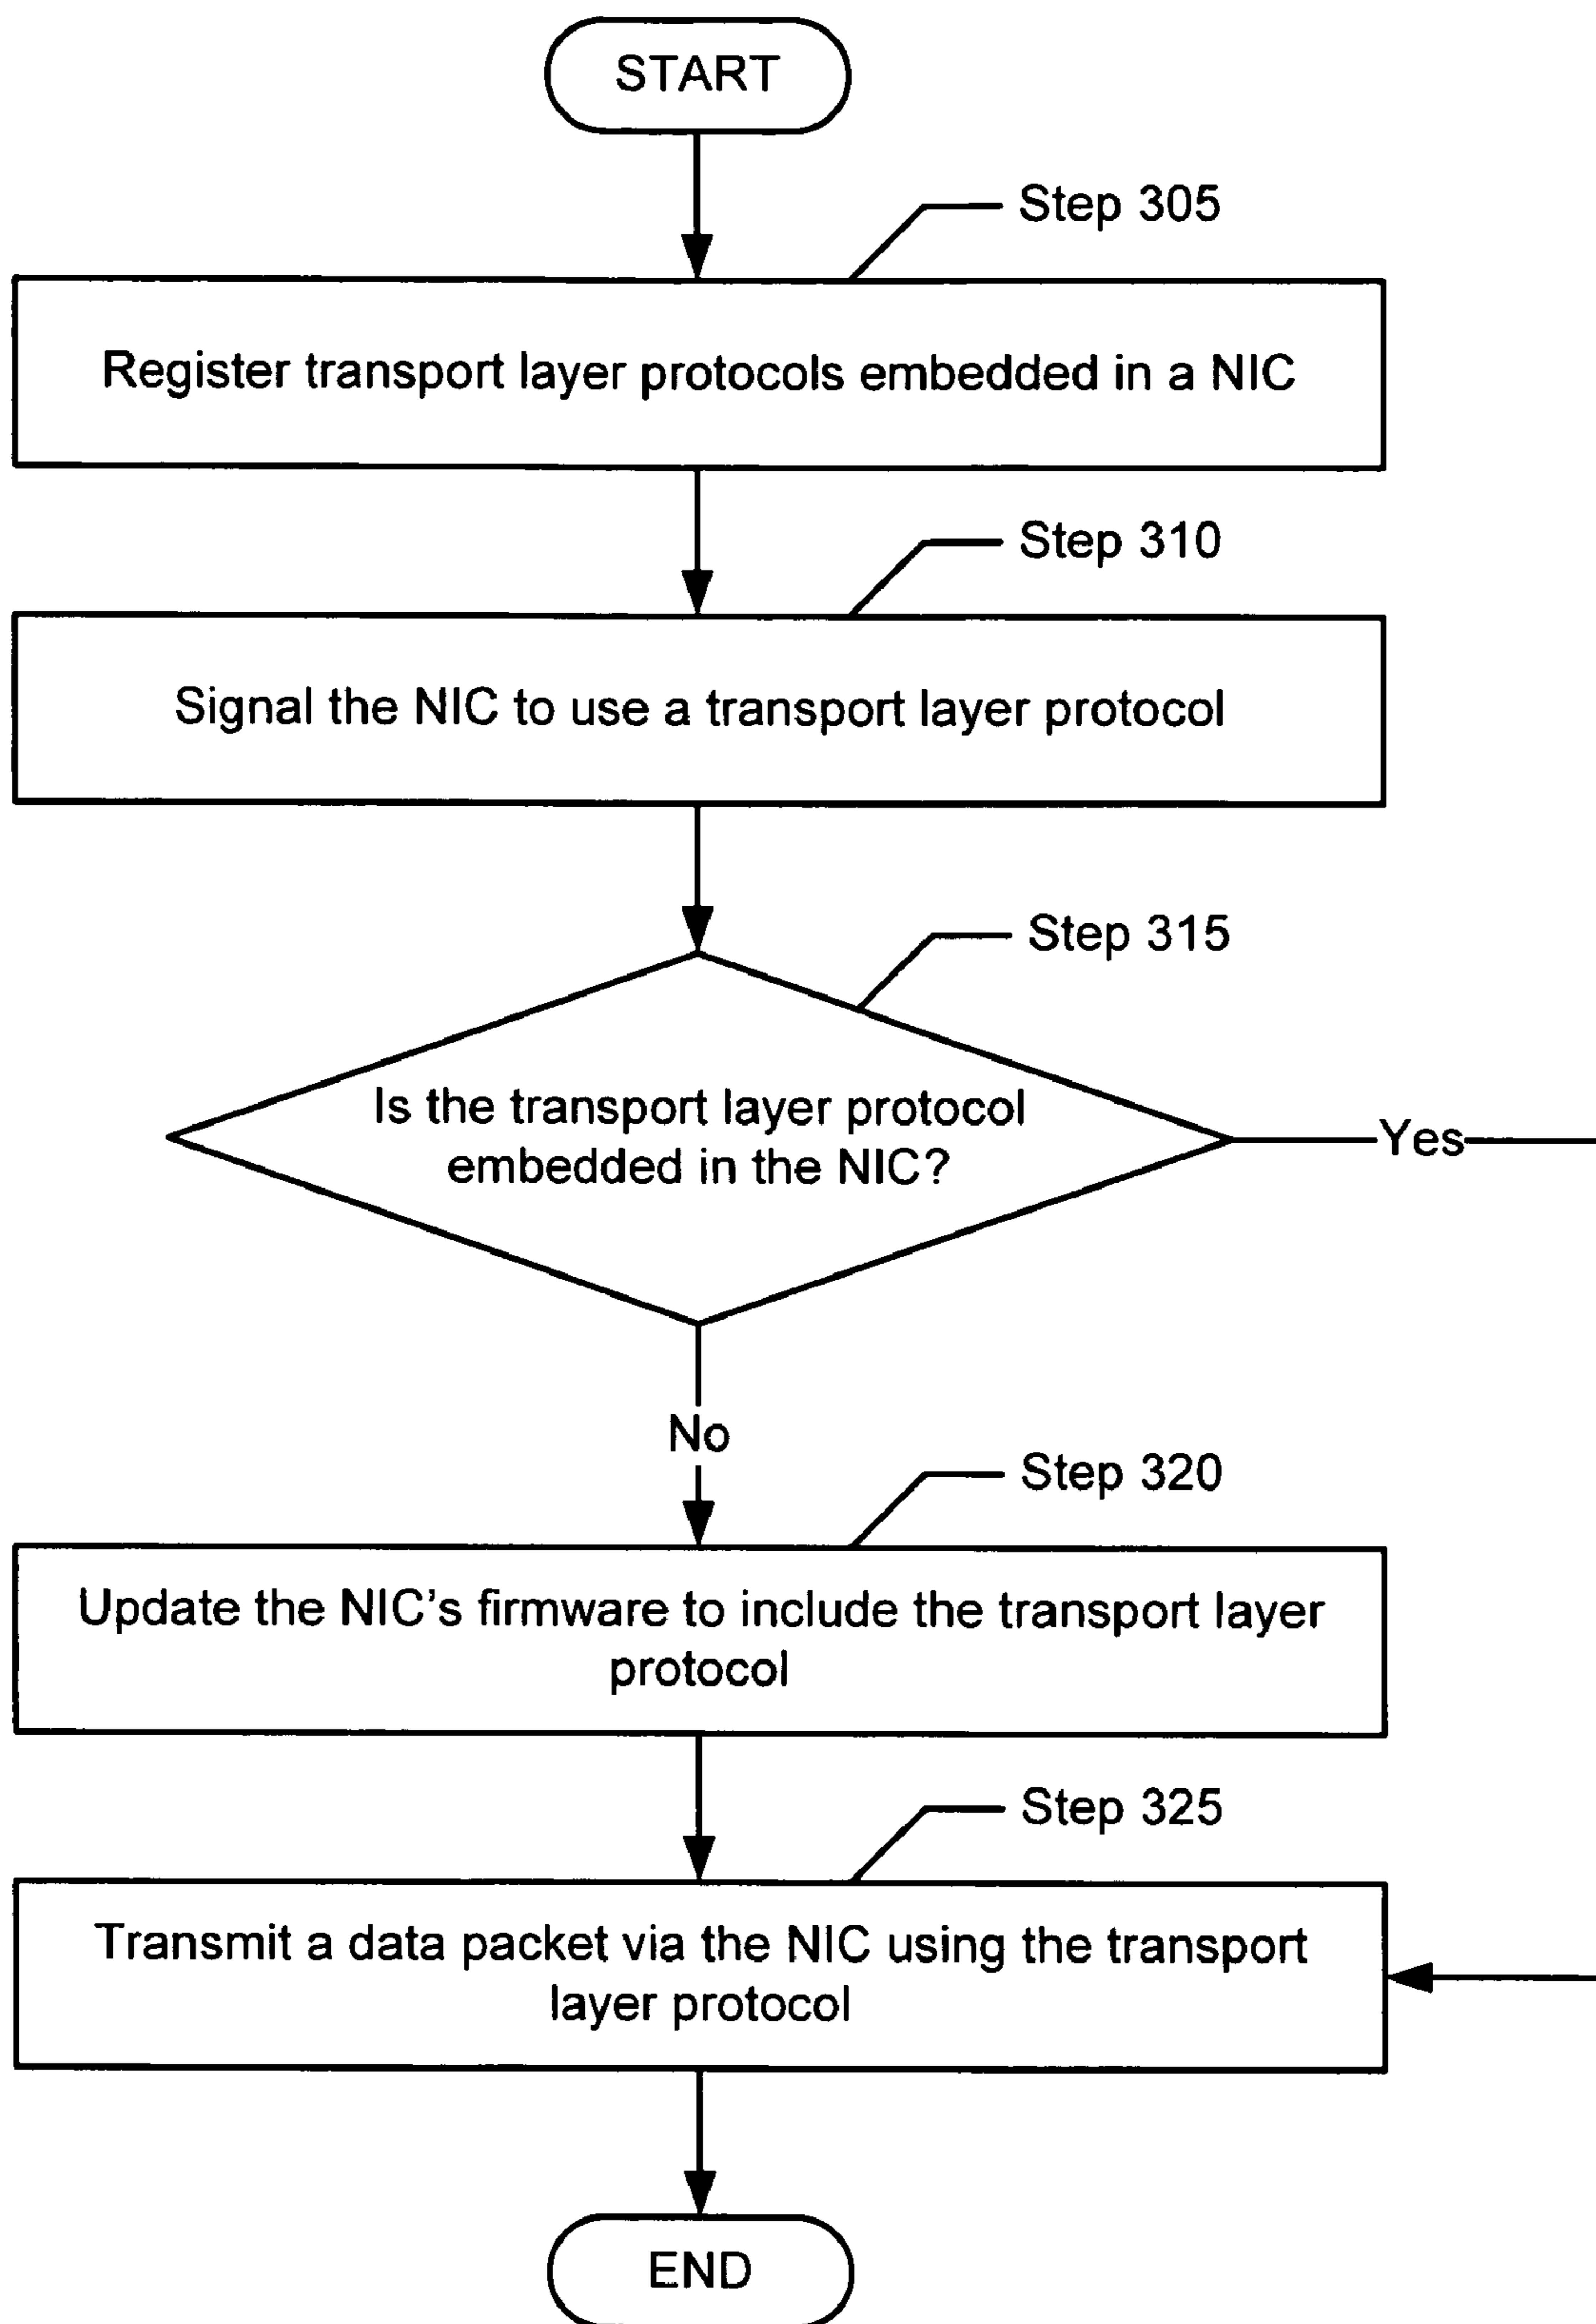 START
Step 305
Register transport layer protocols embedded in a NIC
Step 310
Signal the NIC to use a transport layer protocol
Step 315
Is the transport layer protocol
embedded in the NIC?
Yes
No
Step 320
Update the NIC's firmware to include the transport layer
protocol
Step 325
Transmit a data packet via the NIC using the transport
layer protocol
END